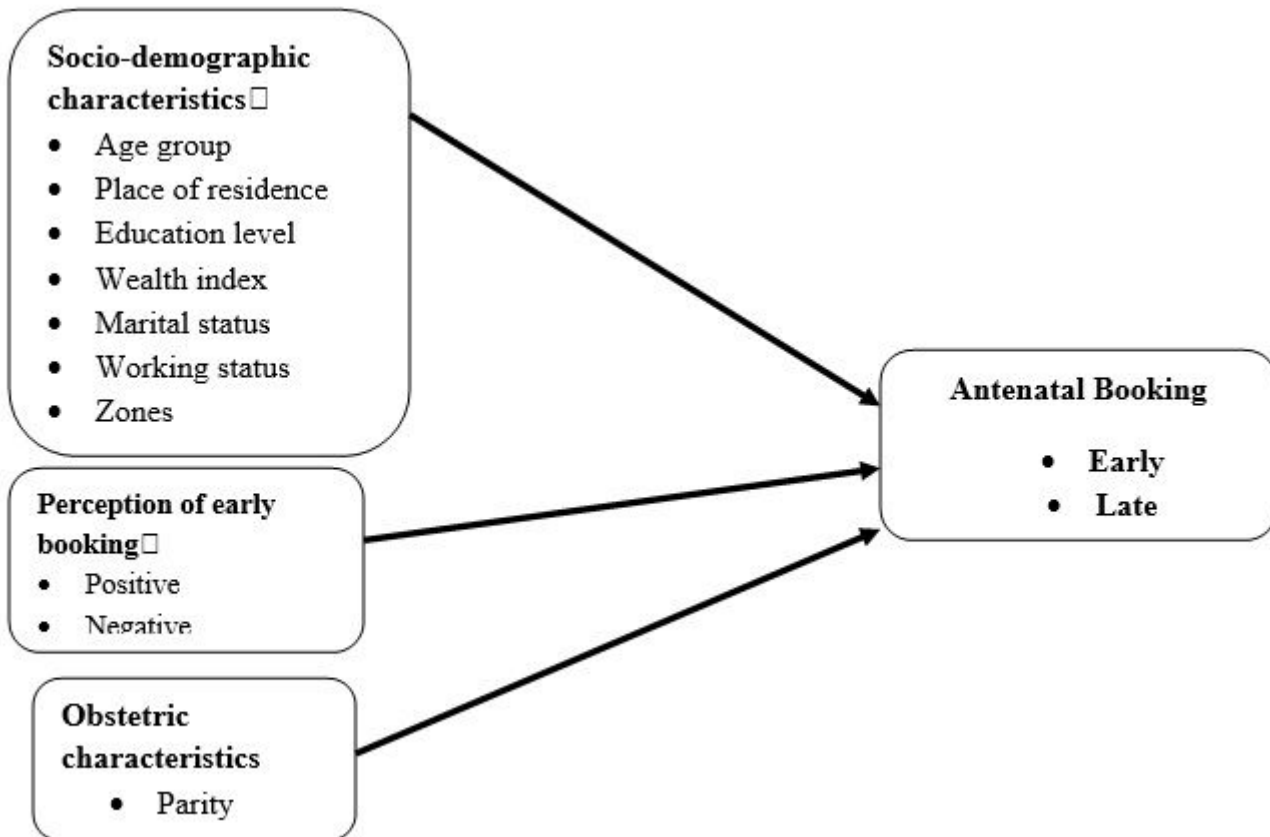 Socio-demographic
characteristics□
• Age group
• Place of residence
• Education level
• Wealth index
• Marital status
• Working status
• Zones
Perception of early
booking□
• Positive
• Negative
Obstetric
characteristics
• Parity
Antenatal Booking
• Early
• Late